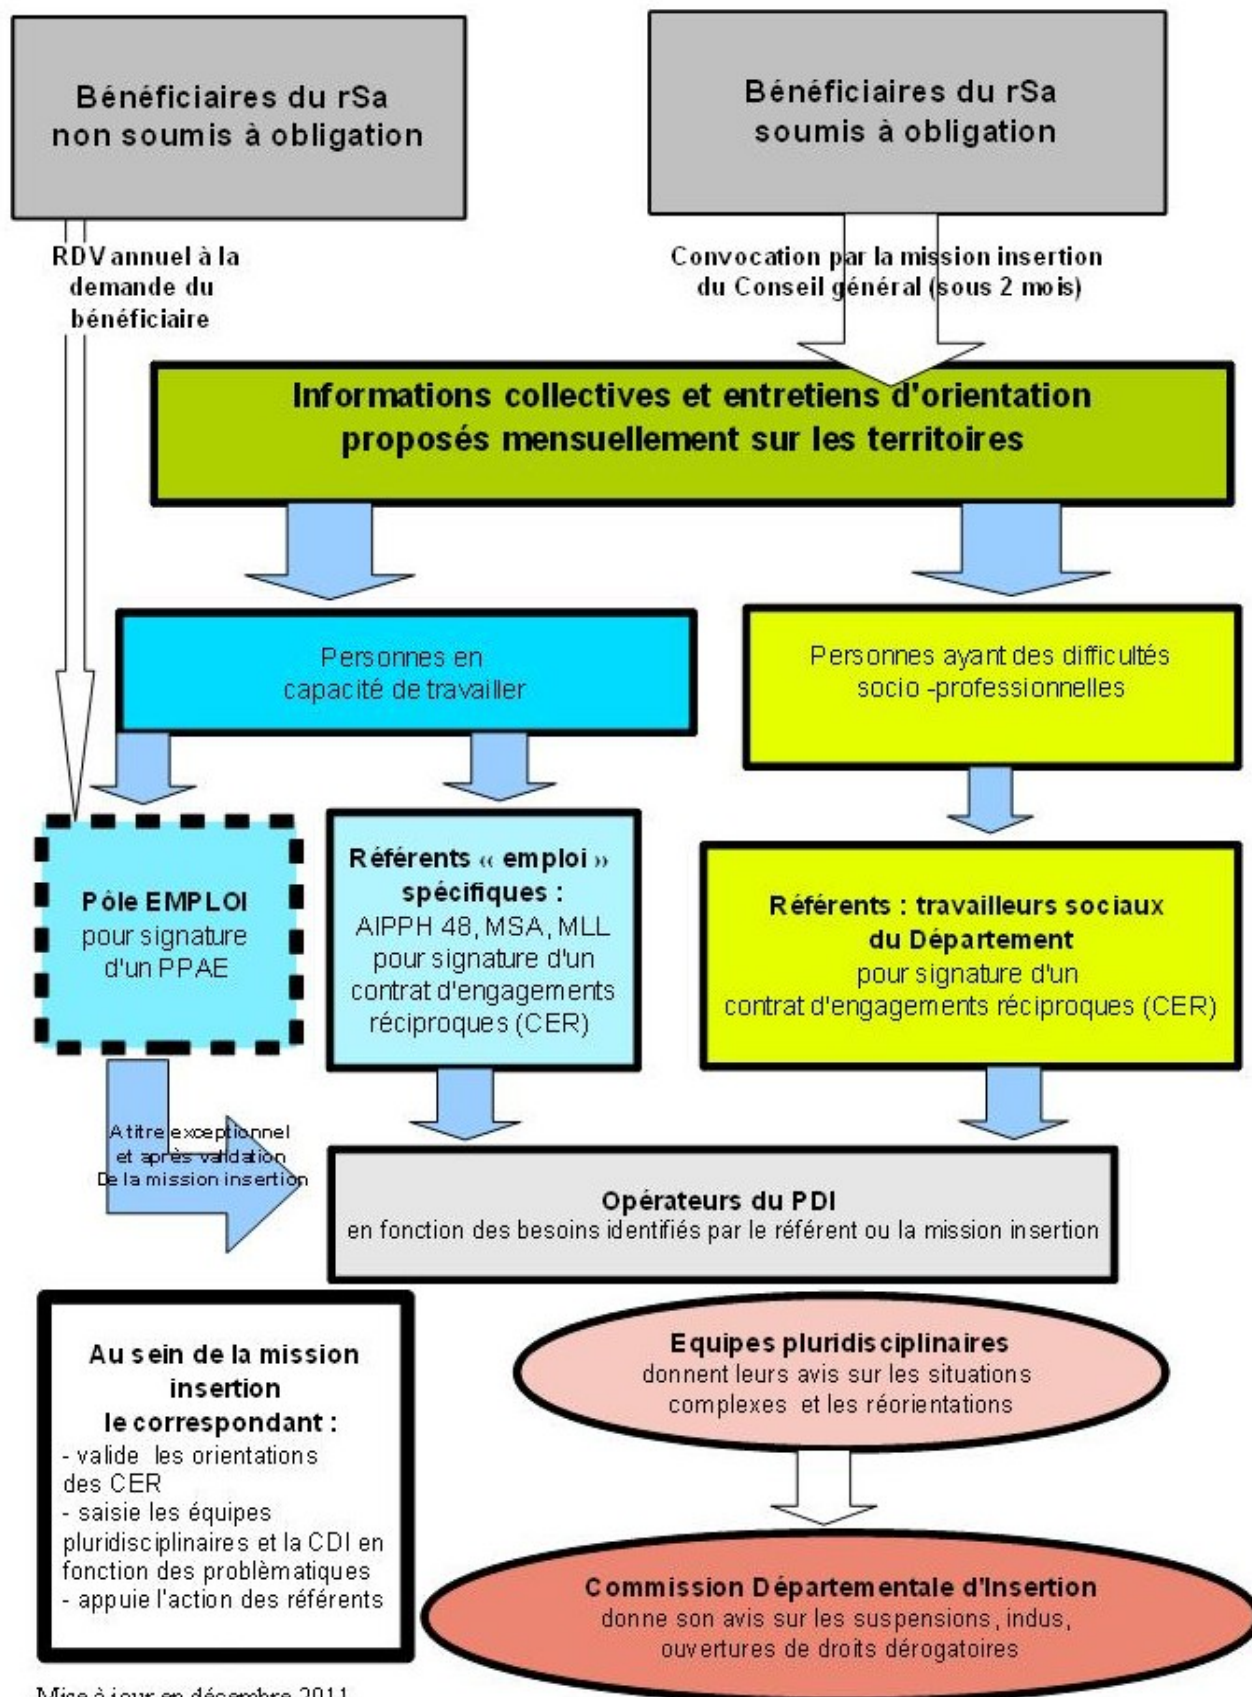 Bénéficiaires du rSa
non soumis à obligation
Bénéficiaires du rSa
soumis à obligation
RDV annuel à la
demande du
bénéficiaire
Convocation par la mission insertion
du Conseil général (sous 2 mois)
Informations collectives et entretiens d'orientation
proposés mensuellement sur les territoires
Personnes en
capacité de travailler
Personnes ayant des difficultés
socio -professionnelles
Pôle EMPLOI
pour signature
d'un PPAE
Référents « emploi »
spécifiques :
AIPPH 48, MSA, MLL
pour signature d'un
contrat d'engagements
réciproques (CER)
Référents : travailleurs sociaux
du Département
pour signature d'un
contrat d'engagements réciproques (CER)
A titre exceptionnel
et après validation
De la mission insertion
Opérateurs du PDI
en fonction des besoins identifiés par le référent ou la mission insertion
Au sein de la mission
insertion
le correspondant :
- valide les orientations
des CER
- saisie les équipes
pluridisciplinaires et la CDI en
fonction des problèmatiques
- appuie l'action des référents
Equipes pluridisciplinaires
donnent leurs avis sur les situations
complexes et les réorientations
Commission Départementale d'Insertion
donne son avis sur les suspensions, indus,
ouvertures de droits dérogatoires
Mise à jour en décembre 2011